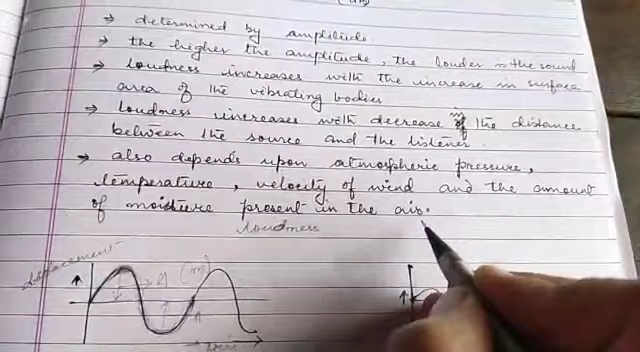 (dB)
→ determined by amplitude.
→ the higher the amplitude, the louder is the sound
→ loudness increases with the increase in surface
area of the vibrating bodies
→ loudness increases with decrease in the distance
between the source and the listener.
→ also depends upon atmospheric pressure,
temperature, velocity of wind and the amount
of moisture present in the air.
loudness
displacement
A (m)
A